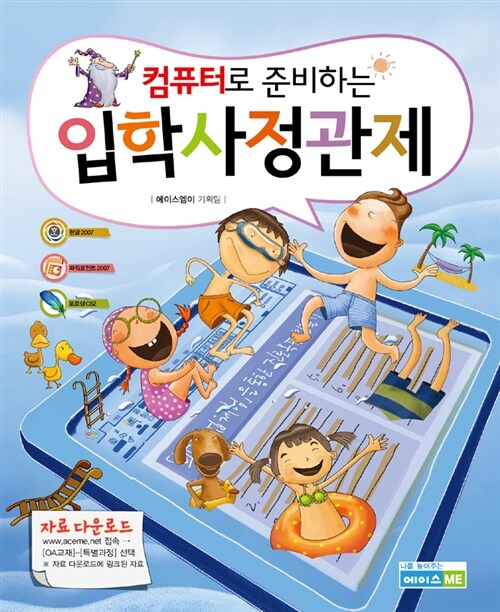 컴퓨터로 준비하는
입학사정관제
| 에이스엠이 기획팀 |
한글 2007
파워포인트 2007
포토샵 CS2
자료 다운로드
www.aceme.net 접속 →
[OA교재]-[특별과정] 선택
※ 자료 다운로드에 링크된 자료
나를 높여주는
에이스 ME